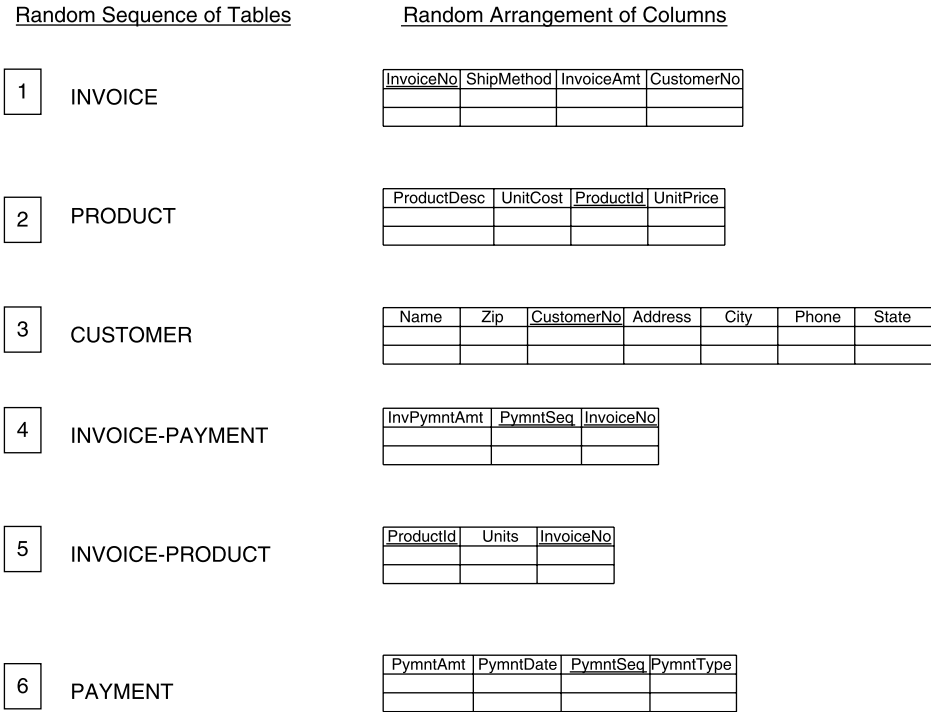 Random Sequence of Tables Random Arrangement of Columns
1 INVOICE InvoiceNo ShipMethod InvoiceAmt CustomerNo
2 PRODUCT ProductDesc UnitCost ProductId UnitPrice
3 CUSTOMER Name Zip CustomerNo Address City Phone State
4 INVOICE-PAYMENT InvPymntAmt PymntSeq InvoiceNo
5 INVOICE-PRODUCT ProductId Units InvoiceNo
6 PAYMENT PymntAmt PymntDate PymntSeq PymntType